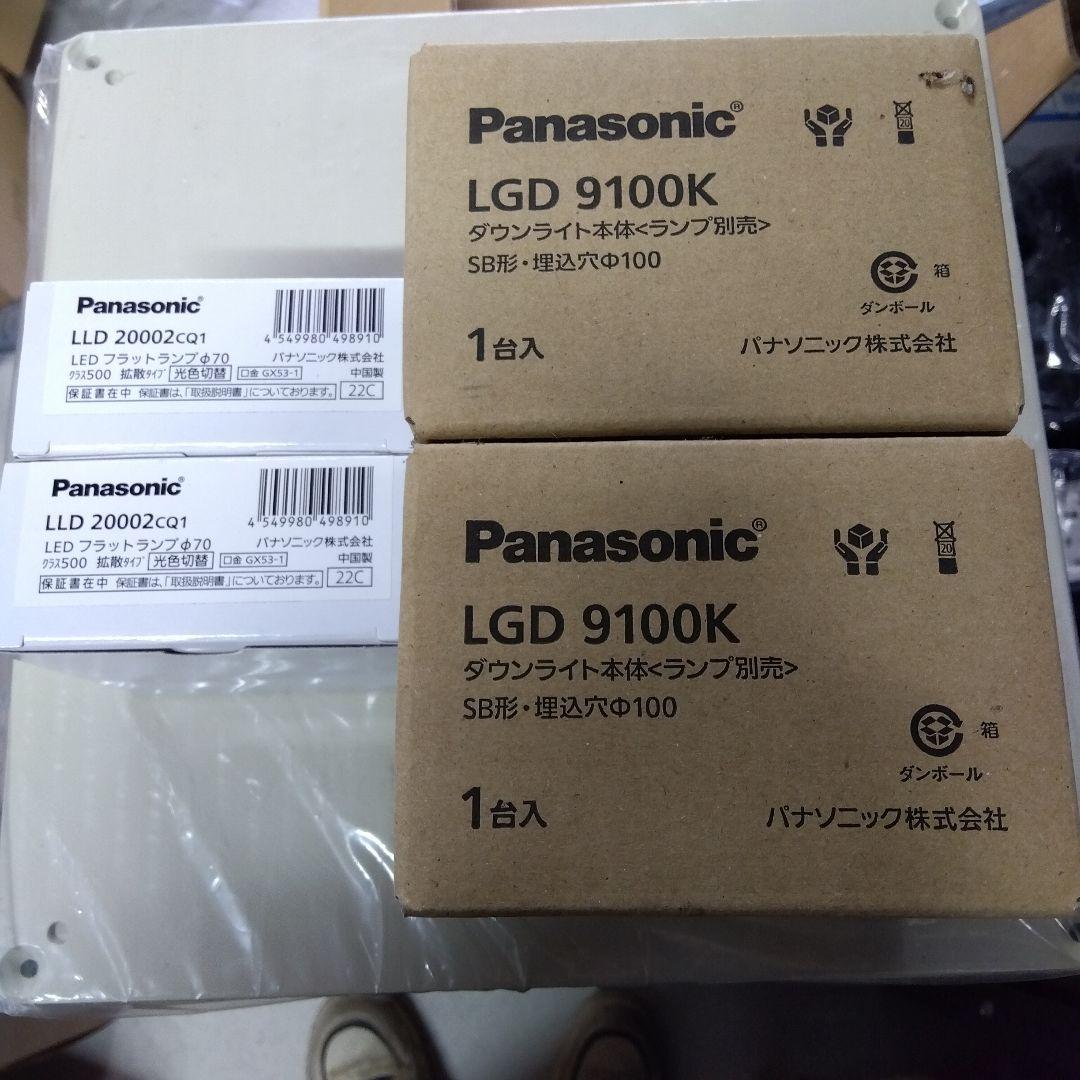 Panasonic®
LGD 9100K
ダウンライト本体<ランプ別売>
SB形・埋込穴Φ100
1台入
20
箱
ダンボール
パナソニック株式会社
Panasonic®
LLD 20002CQ1
LED フラットランプφ70
クラス500 拡散タイプ 光色切替 口金 GX53-1
保証書在中 保証書は、「取扱説明書」についております。
4 549980 498910
パナソニック株式会社
中国製
22C
Panasonic®
LLD 20002CQ1
LED フラットランプφ70
クラス500 拡散タイプ 光色切替 口金 GX53-1
保証書在中 保証書は、「取扱説明書」についております。
4 549980 498910
パナソニック株式会社
中国製
22C
Panasonic®
LGD 9100K
ダウンライト本体<ランプ別売>
SB形・埋込穴Φ100
1台入
20
箱
ダンボール
パナソニック株式会社